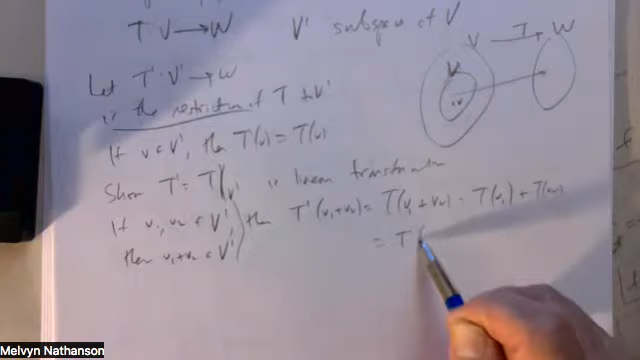 T: V → W V' subspace of V
V T→ W
V'
Let T': V' → W
is the restriction of T to V'
If v ∈ V', then T'(v) = T(v)
Show T' = T|V' is linear transformation
If v₁, v₂ ∈ V' then T'(v₁+v₂) = T(v₁+v₂) = T(v₁) + T(v₂)
then v₁+v₂ ∈ V'
= T(
Melvyn Nathanson